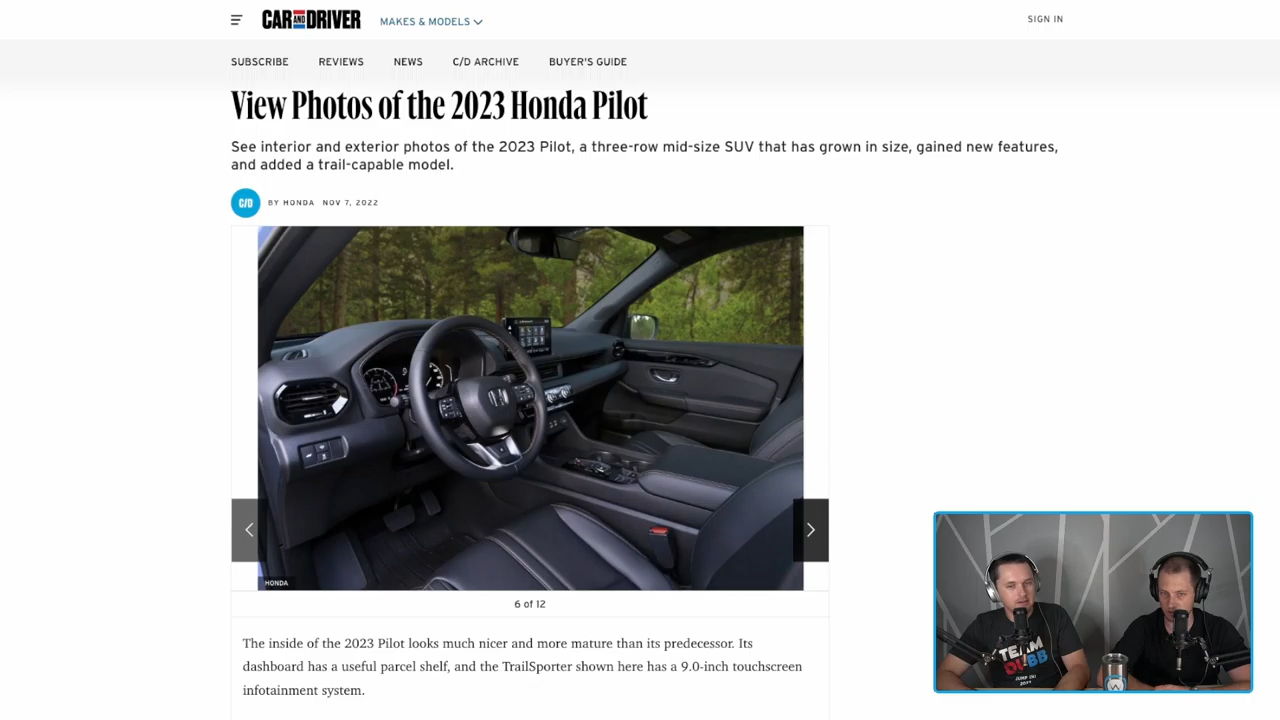 CAR AND DRIVER
MAKES & MODELS
SIGN IN
SUBSCRIBE
REVIEWS
NEWS
C/D ARCHIVE
BUYER'S GUIDE
View Photos of the 2023 Honda Pilot
See interior and exterior photos of the 2023 Pilot, a three-row mid-size SUV that has grown in size, gained new features,
and added a trail-capable model.
C/D
BY HONDA NOV 7, 2022
HONDA
6 of 12
The inside of the 2023 Pilot looks much nicer and more mature than its predecessor. Its
dashboard has a useful parcel shelf, and the TrailSporter shown here has a 9.0-inch touchscreen
infotainment system.
TEAM
DUBB
JUMP IN!